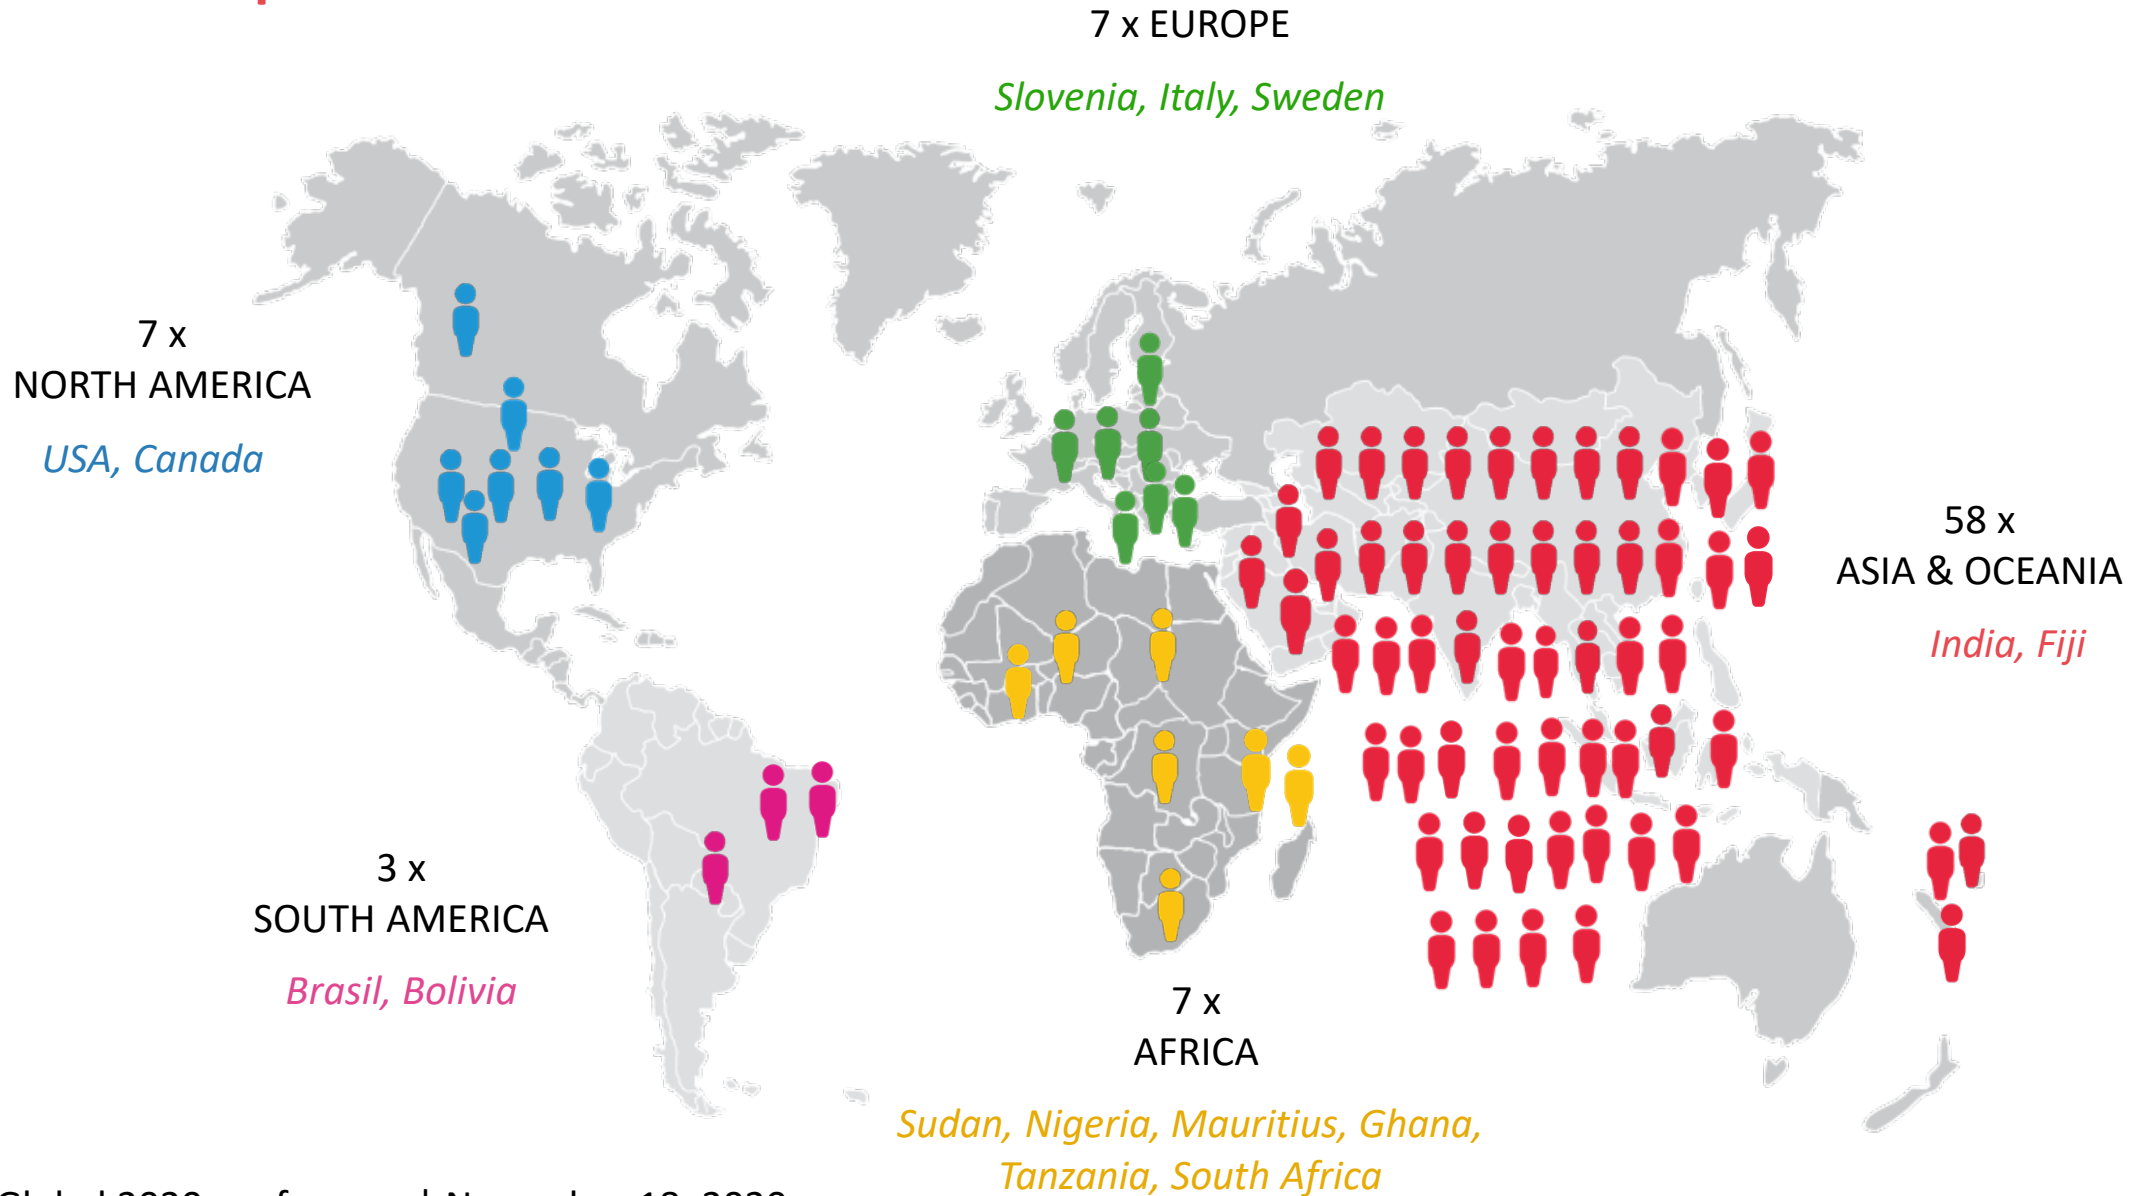 7 x EUROPE
Slovenia, Italy, Sweden
7 x
NORTH AMERICA
USA, Canada
58 x
ASIA & OCEANIA
India, Fiji
3 x
SOUTH AMERICA
Brasil, Bolivia
7 x
AFRICA
Sudan, Nigeria, Mauritius, Ghana,
Tanzania, South Africa